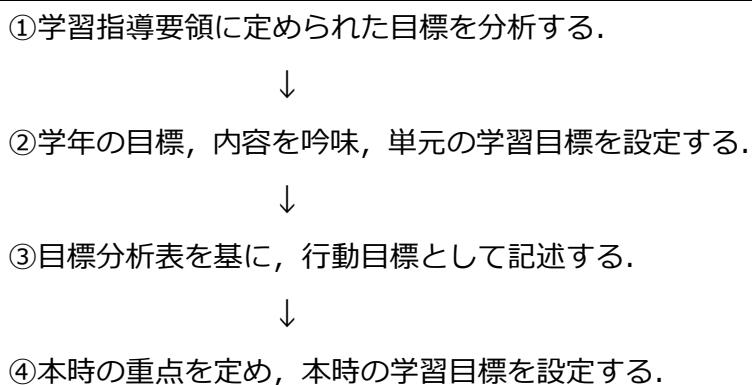 ①学習指導要領に定められた目標を分析する．
↓
②学年の目標，内容を吟味，単元の学習目標を設定する．
↓
③目標分析表を基に，行動目標として記述する．
↓
④本時の重点を定め，本時の学習目標を設定する．